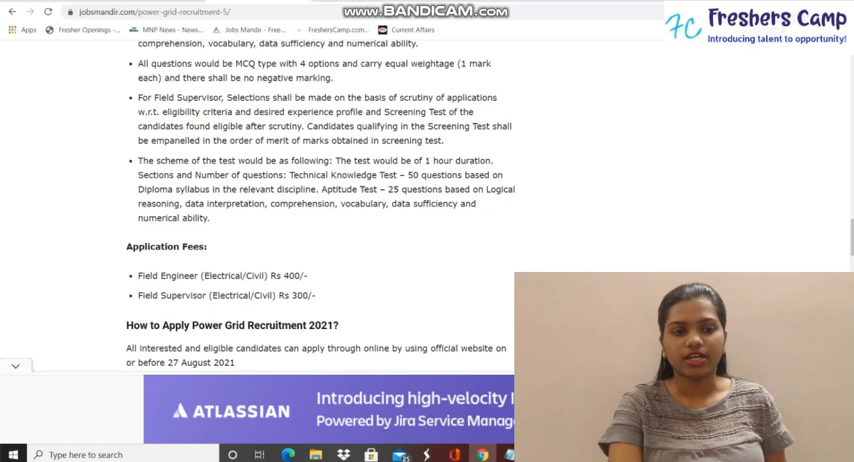 jobsmandir.com/power-grid-recruitment-5/
www.BANDICAM.com
7C Freshers Camp
Introducing talent to opportunity!
Apps
Fresher Openings -...
MNP News - News...
Jobs Mandir - Fresh...
FreshersCamp.com...
Current Affairs
comprehension, vocabulary, data sufficiency and numerical ability.
All questions would be MCQ type with 4 options and carry equal weightage (1 mark
each) and there shall be no negative marking.
For Field Supervisor, Selections shall be made on the basis of scrutiny of applications
w.r.t. eligibility criteria and desired experience profile and Screening Test of the
candidates found eligible after scrutiny. Candidates qualifying in the Screening Test shall
be empanelled in the order of merit of marks obtained in screening test.
The scheme of the test would be as following: The test would be of 1 hour duration.
Sections and Number of questions: Technical Knowledge Test – 50 questions based on
Diploma syllabus in the relevant discipline. Aptitude Test – 25 questions based on Logical
reasoning, data interpretation, comprehension, vocabulary, data sufficiency and
numerical ability.
Application Fees:
Field Engineer (Electrical/Civil) Rs 400/-
Field Supervisor (Electrical/Civil) Rs 300/-
How to Apply Power Grid Recruitment 2021?
All interested and eligible candidates can apply through online by using official website on
or before 27 August 2021
ATLASSIAN
Introducing high-velocity
Powered by Jira Service Manag
Type here to search